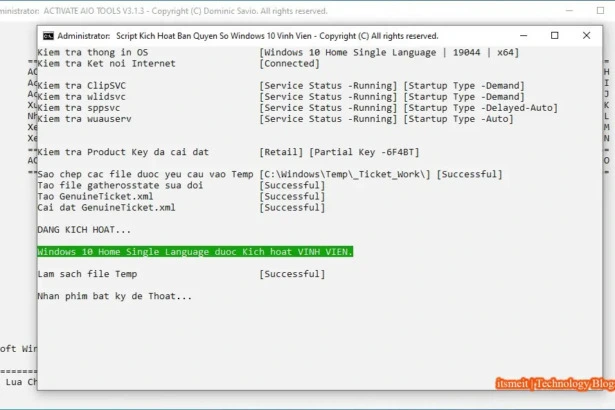 dministrator: ACTIVATE AIO TOOLS V3.1.3 - Copyright (C) Dominic Savio. All rights reserved.
Administrator: Script Kich Hoat Ban Quyen So Windows 10 Vinh Vien - Copyright (C) All rights reserved.
Kiem tra thong in OS [Windows 10 Home Single Language | 19044 | x64]
Kiem tra Ket noi Internet [Connected]
Kiem tra ClipSVC [Service Status -Running] [Startup Type -Demand]
Kiem tra wlidsvc [Service Status -Running] [Startup Type -Demand]
Kiem tra sppsvc [Service Status -Running] [Startup Type -Delayed-Auto]
Kiem tra wuauserv [Service Status -Running] [Startup Type -Auto]
Kiem tra Product Key da cai dat [Retail] [Partial Key -6F4BT]
Sao chep cac file duoc yeu cau vao Temp [C:\Windows\Temp\_Ticket_Work\] [Successful]
Tao file gatherosstate sua doi [Successful]
Tao GenuineTicket.xml [Successful]
Cai dat GenuineTicket.xml [Successful]
DANG KICH HOAT...
Windows 10 Home Single Language duoc Kich hoat VINH VIEN.
Lam sach file Temp [Successful]
Nhan phim bat ky de Thoat...
oft Win
Lua Ch
itsmeit | Technology Blog